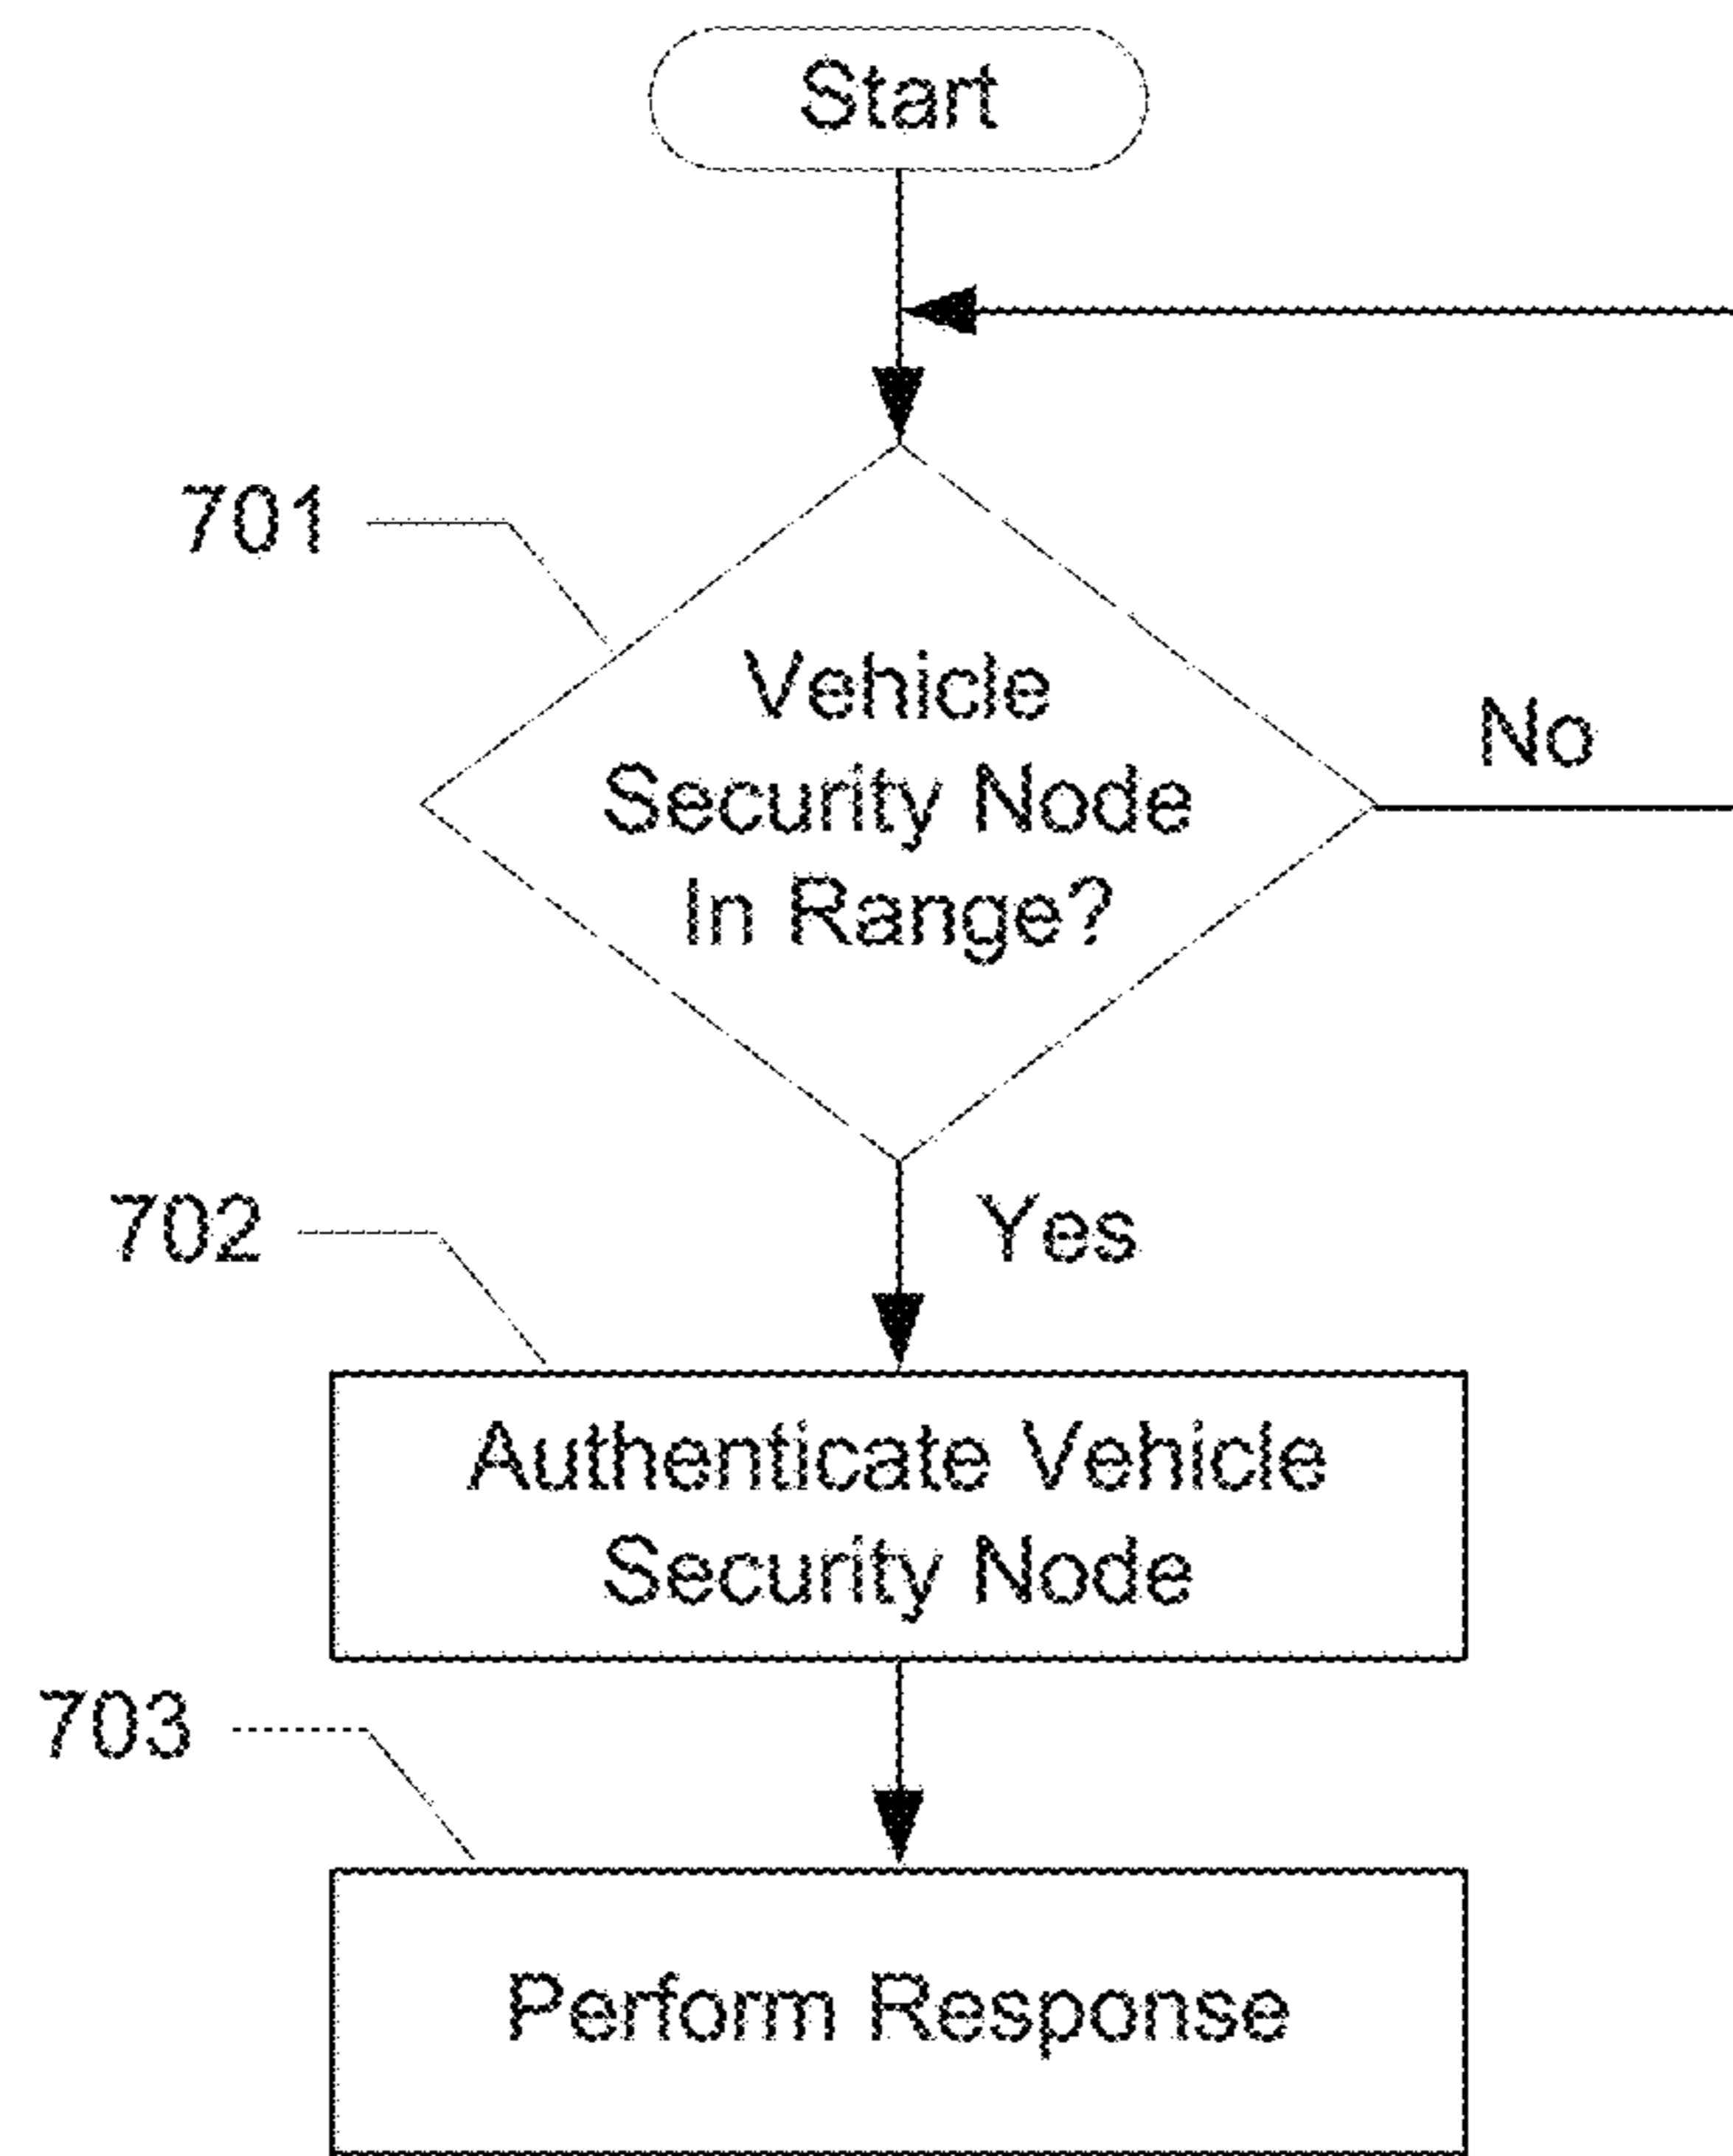 Start
701
Vehicle
Security Node
In Range?
No
Yes
702
Authenticate Vehicle
Security Node
703
Perform Response